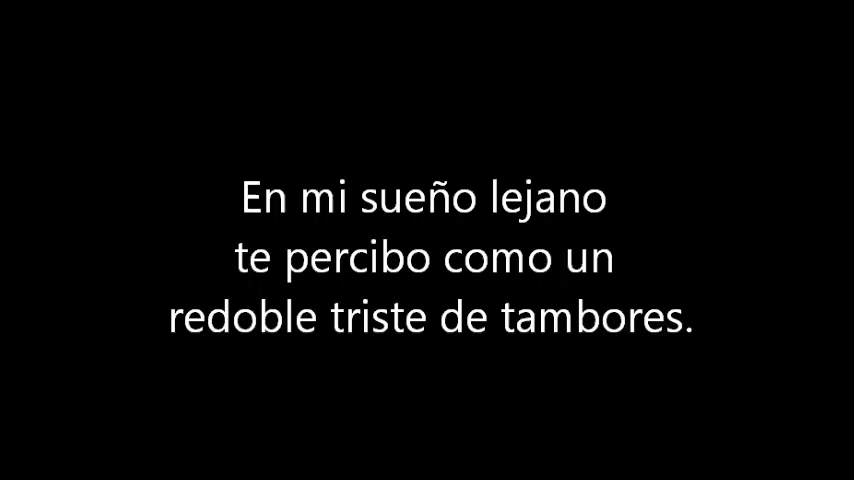 En mi sueño lejano
te percibo como un
redoble triste de tambores.